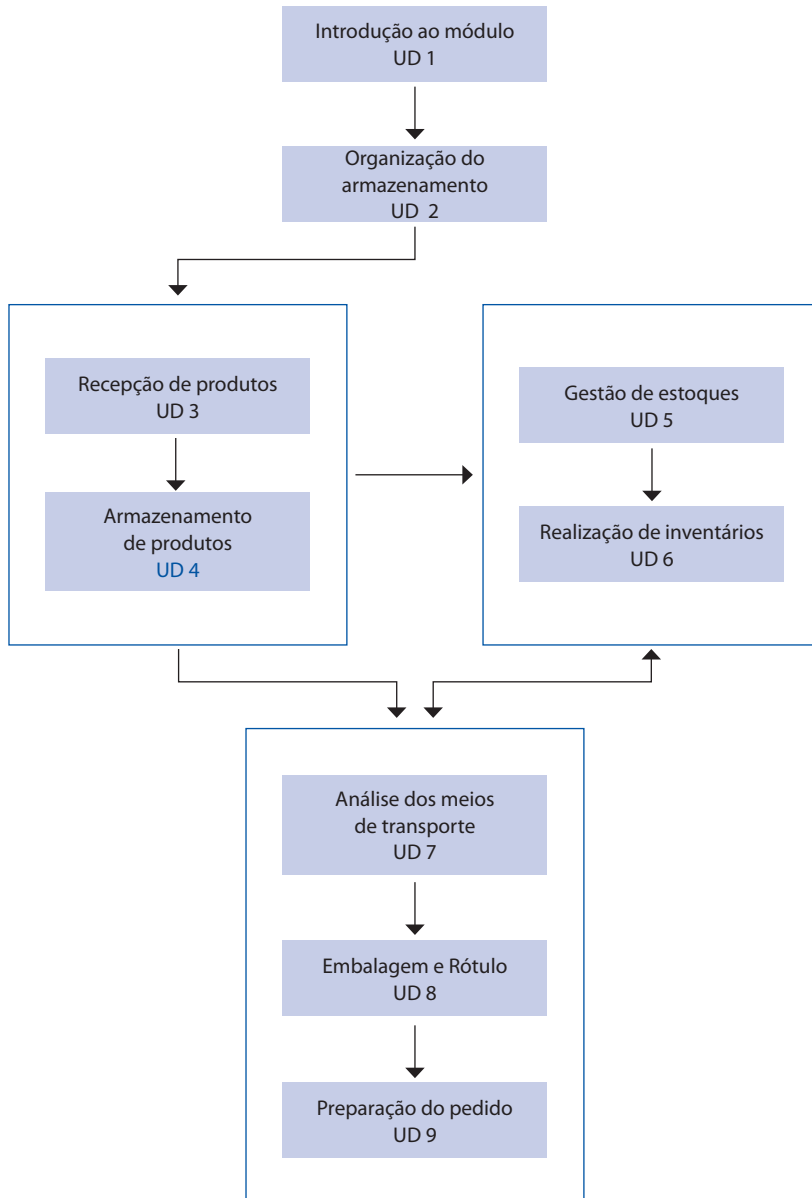 Introdução ao módulo
UD 1
Organização do
armazenamento
UD 2
Recepção de produtos
UD 3
Armazenamento
de produtos
UD 4
Gestão de estoques
UD 5
Realização de inventários
UD 6
Análise dos meios
de transporte
UD 7
Embalagem e Rótulo
UD 8
Preparação do pedido
UD 9